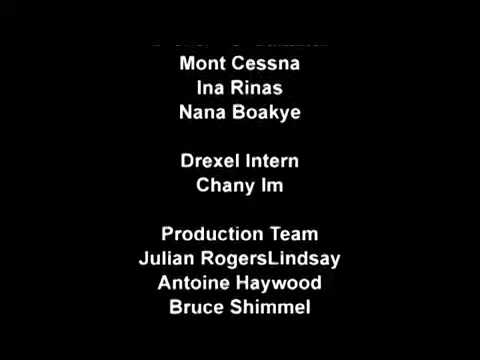 Mont Cessna
Ina Rinas
Nana Boakye
Drexel Intern
Chany Im
Production Team
Julian RogersLindsay
Antoine Haywood
Bruce Shimmel